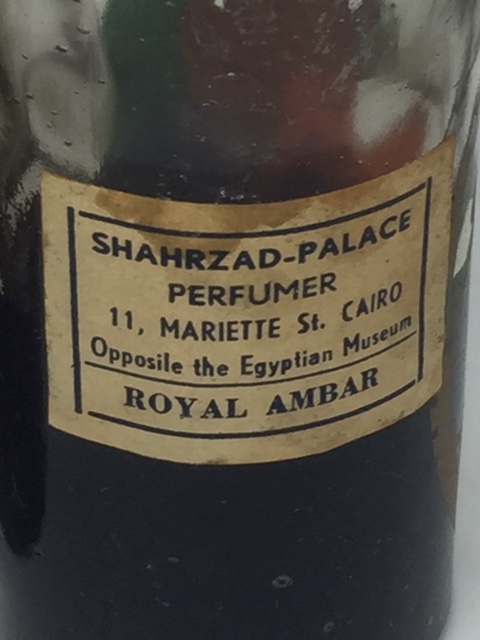 SHAHRZAD-PALACE
PERFUMER
11, MARIETTE St. CAIRO
Opposile the Egyptian Museum
ROYAL AMBAR